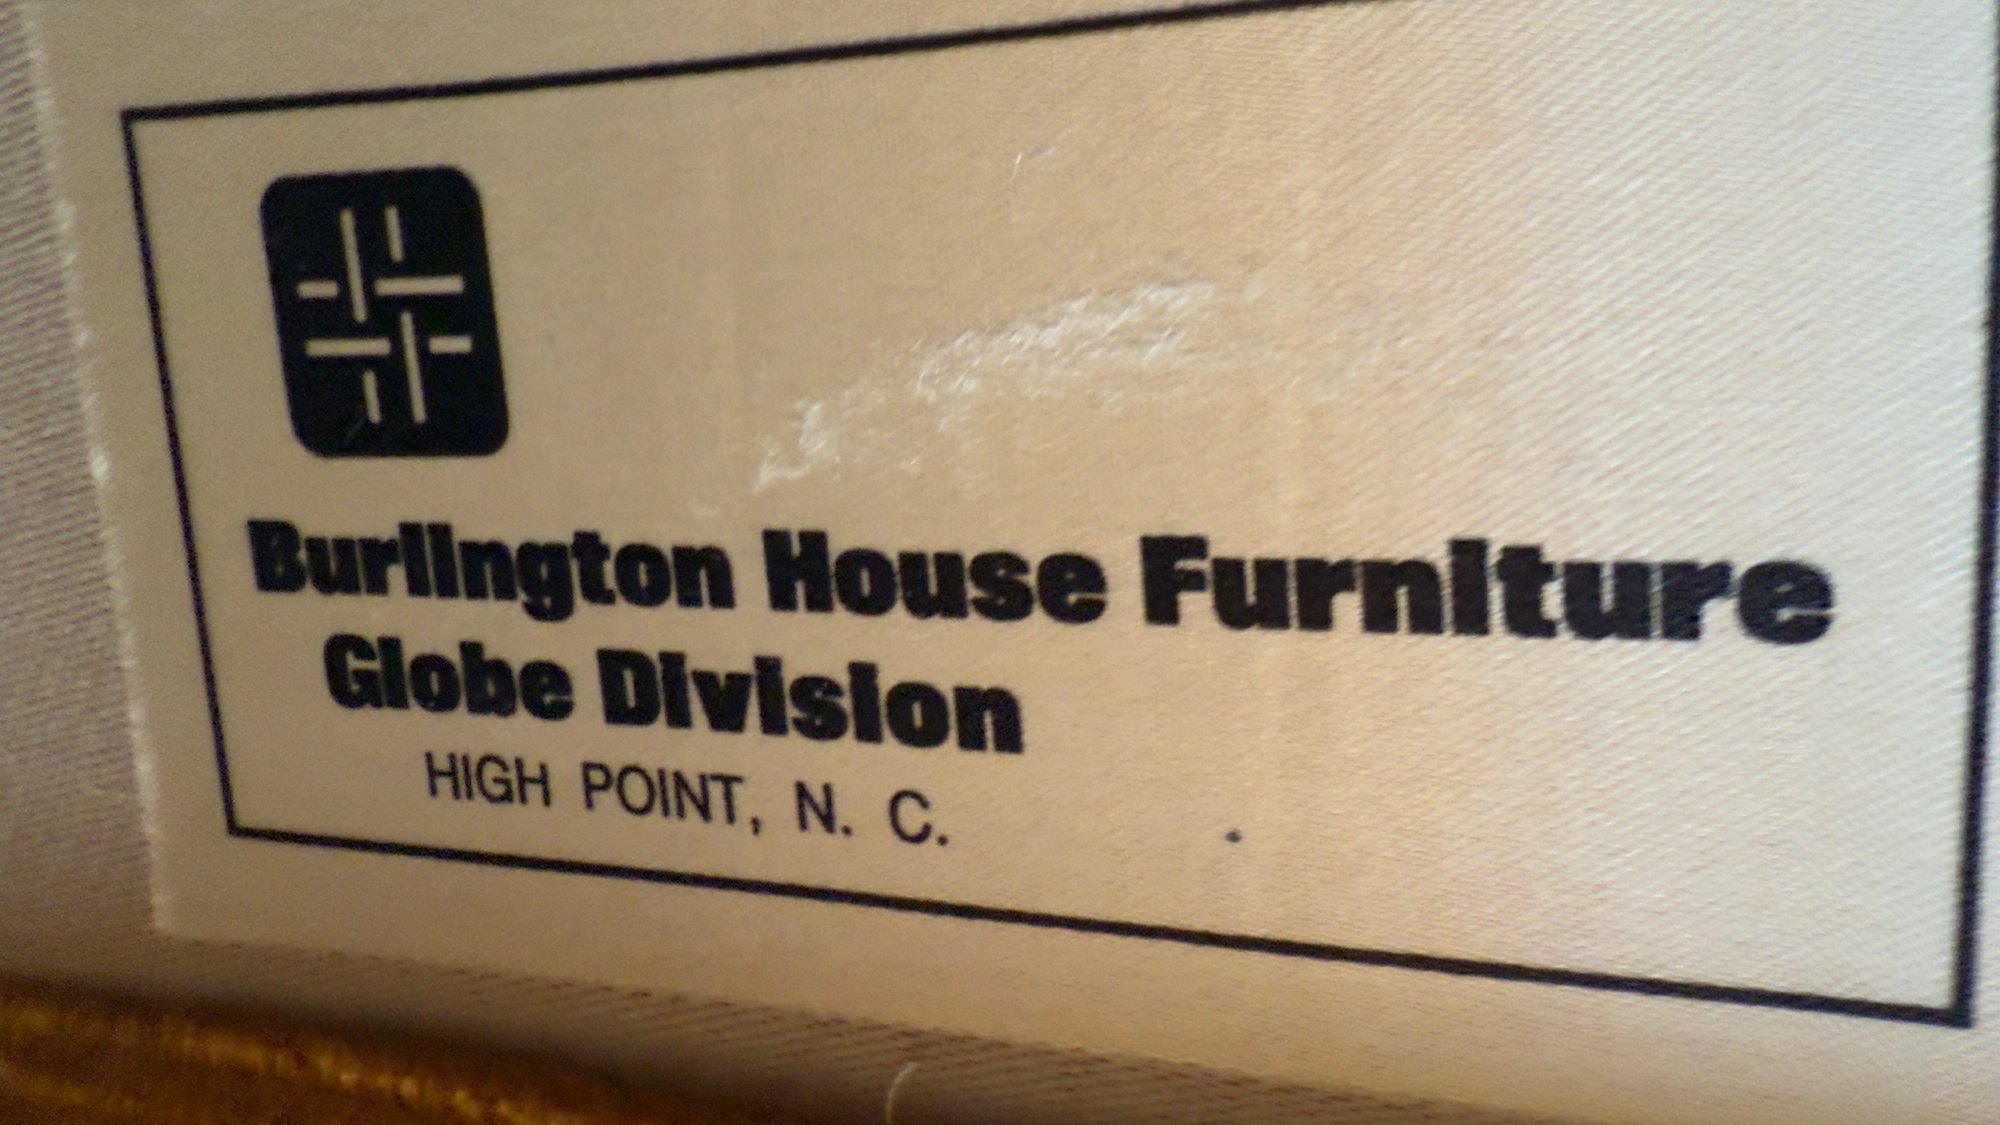 Burlington House Furniture
Globe Division
HIGH POINT, N. C.